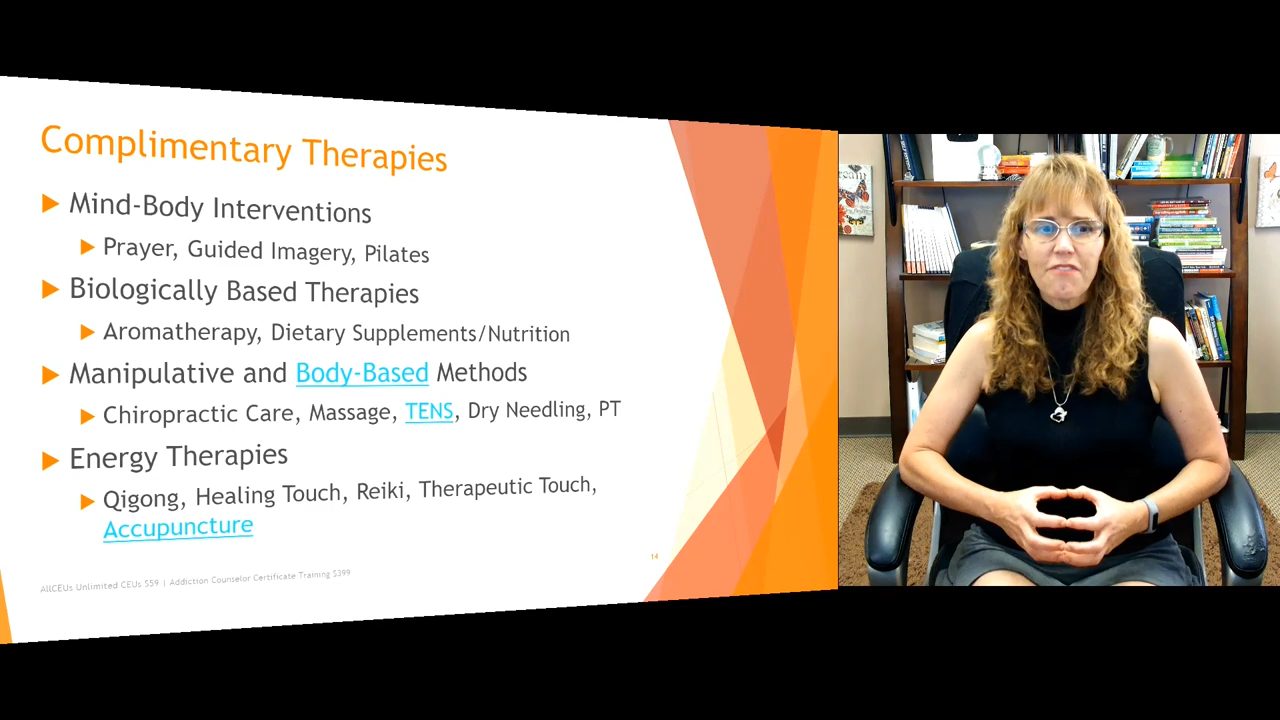 Complimentary Therapies
Mind-Body Interventions
Prayer, Guided Imagery, Pilates
Biologically Based Therapies
Aromatherapy, Dietary Supplements/Nutrition
Manipulative and Body-Based Methods
Chiropractic Care, Massage, TENS, Dry Needling, PT
Energy Therapies
Qigong, Healing Touch, Reiki, Therapeutic Touch,
Accupuncture
14
AllCEUs Unlimited CEUs $59 | Addiction Counselor Certificate Training $399